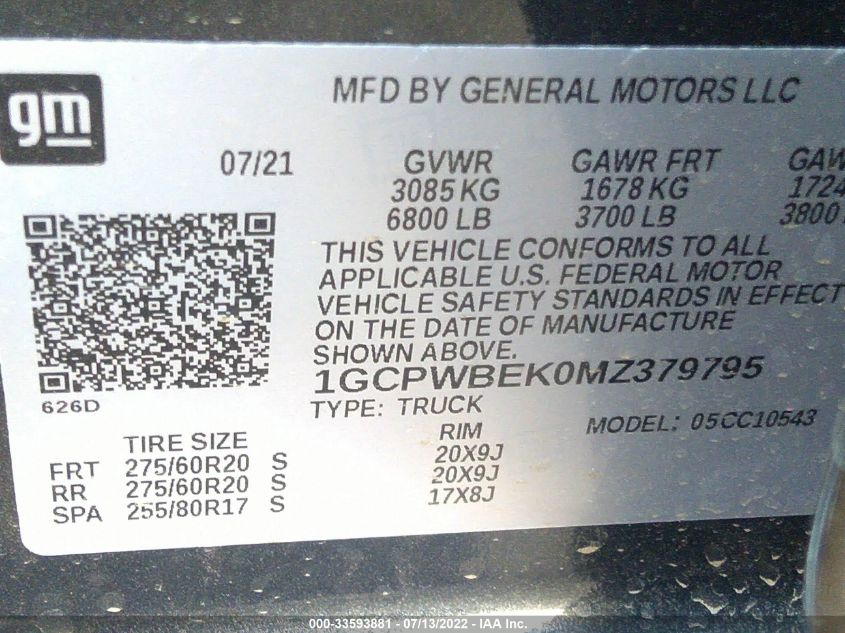 gm
MFD BY GENERAL MOTORS LLC
07/21 GVWR GAWR FRT GAW
3085 KG 1678 KG 1724
6800 LB 3700 LB 3800
THIS VEHICLE CONFORMS TO ALL
APPLICABLE U.S. FEDERAL MOTOR
VEHICLE SAFETY STANDARDS IN EFFECT
ON THE DATE OF MANUFACTURE
SHOWN ABOVE.
1GCPWBEK0MZ379795
626D
TYPE: TRUCK MODEL: 05CC10543
TIRE SIZE RIM
FRT 275/60R20 S 20X9J
RR 275/60R20 S 20X9J
SPA 255/80R17 S 17X8J
000-33593881 - 07/13/2022 - IAA Inc.